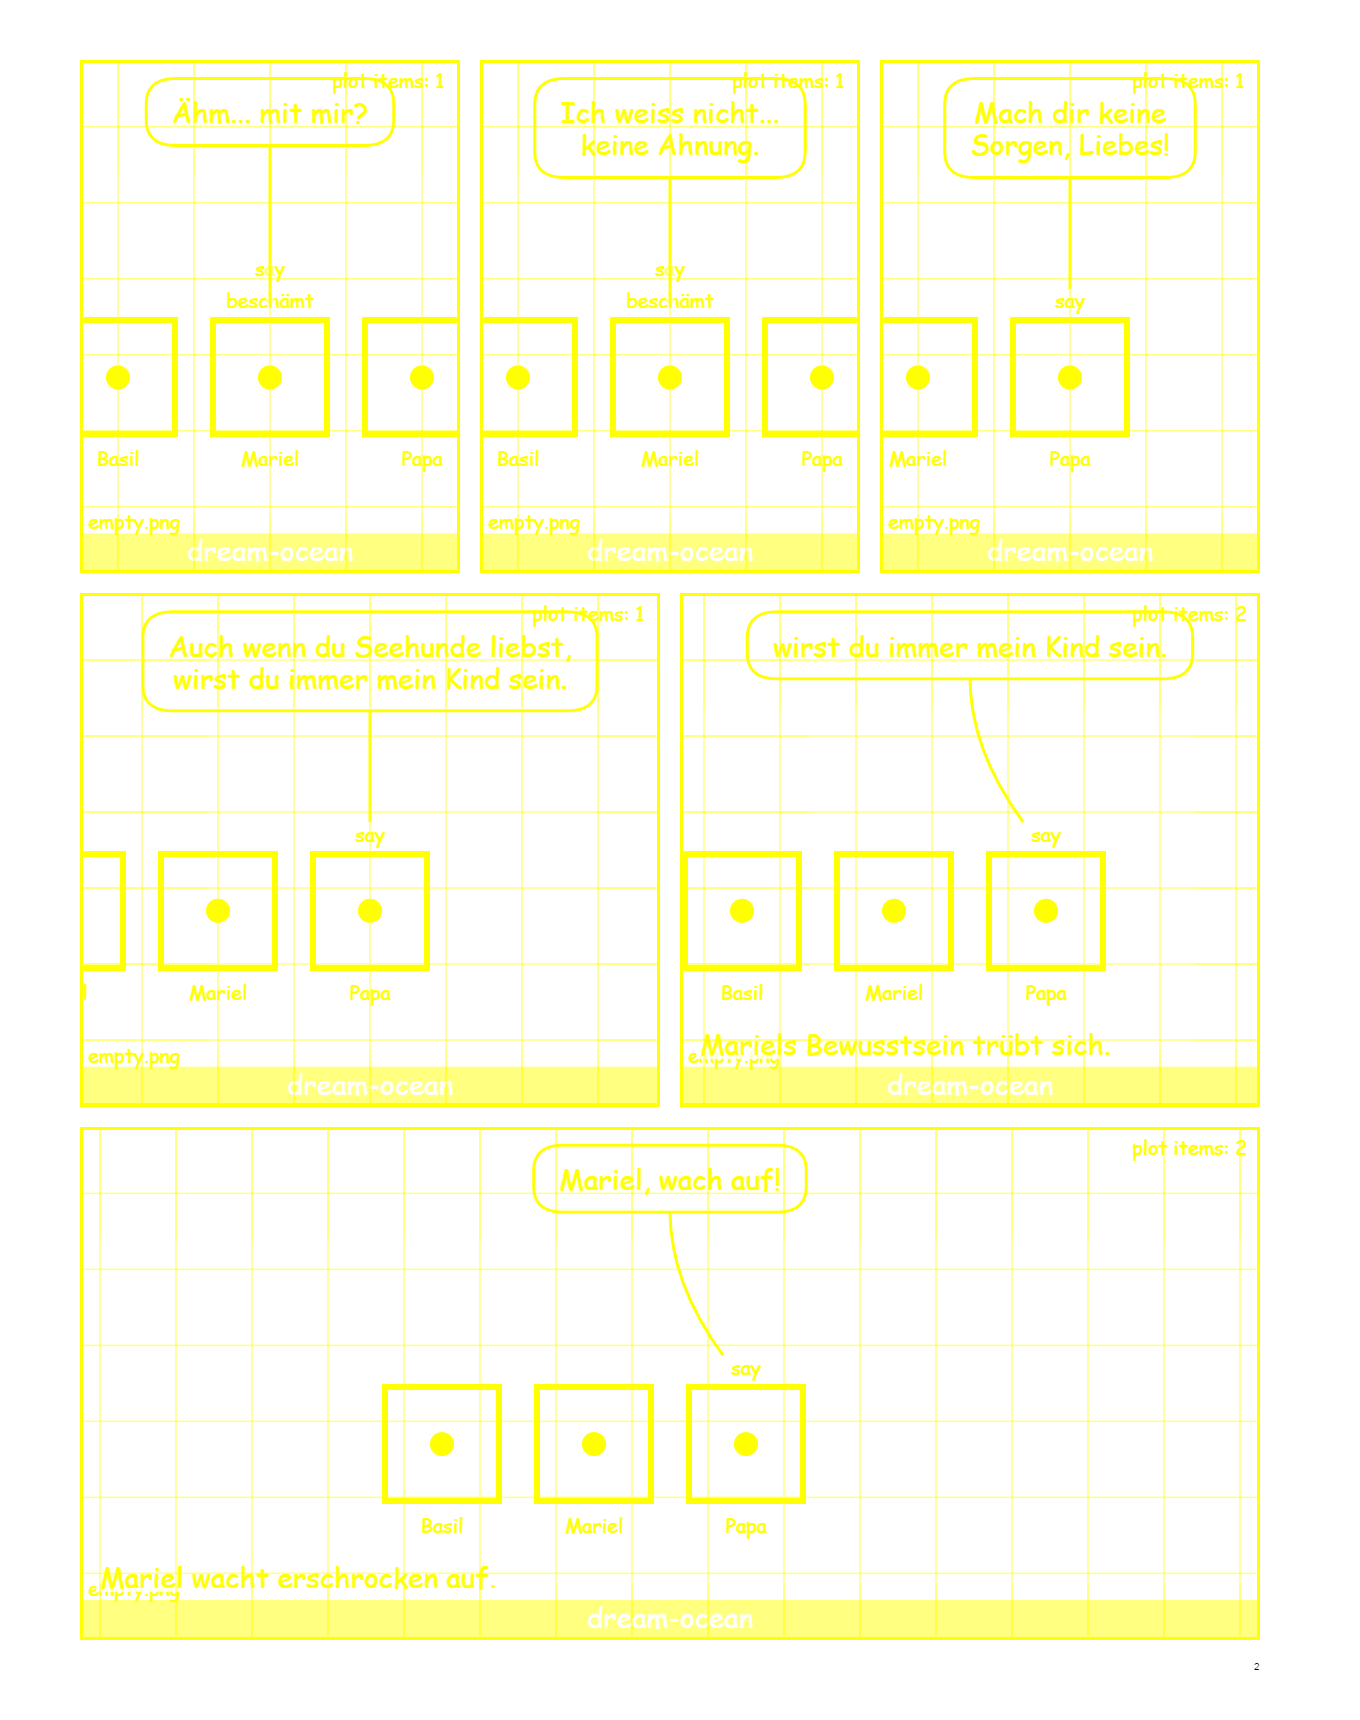 plot items: 1
Ähm... mit mir?
say
beschämt
Basil
Mariel
Papa
empty.png
dream-ocean
plot items: 1
Ich weiss nicht...
keine Ahnung.
say
beschämt
Basil
Mariel
Papa
empty.png
dream-ocean
plot items: 1
Mach dir keine
Sorgen, Liebes!
say
Mariel
Papa
empty.png
dream-ocean
plot items: 1
Auch wenn du Seehunde liebst,
wirst du immer mein Kind sein.
say
Mariel
Papa
empty.png
dream-ocean
plot items: 2
wirst du immer mein Kind sein.
say
Basil
Mariel
Papa
Mariels Bewusstsein trübt sich.
empty.png
dream-ocean
plot items: 2
Mariel, wach auf!
say
Basil
Mariel
Papa
Mariel wacht erschrocken auf.
empty.png
dream-ocean
2